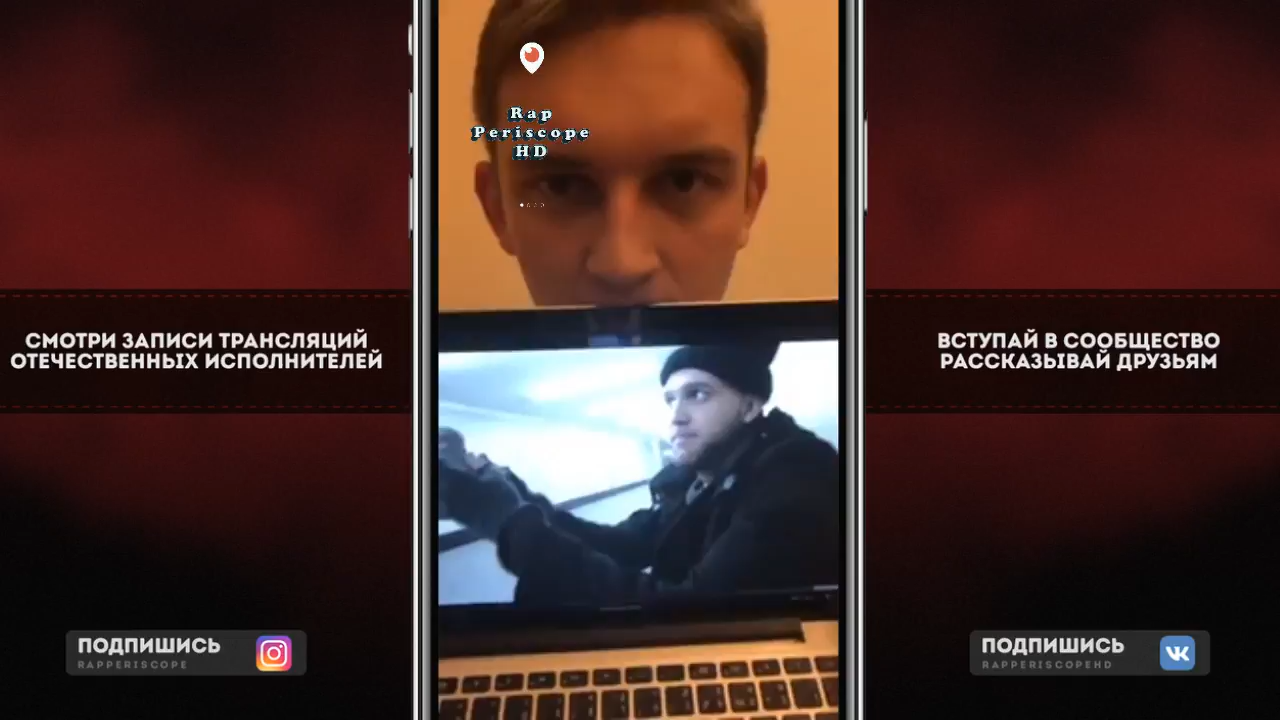 Rap
Periscope
HD
СМОТРИ ЗАПИСИ ТРАНСЛЯЦИЙ
ОТЕЧЕСТВЕННЫХ ИСПОЛНИТЕЛЕЙ
ВСТУПАЙ В СООБЩЕСТВО
РАССКАЗЫВАЙ ДРУЗЬЯМ
ПОДПИШИСЬ
RAPPERISCOPE
ПОДПИШИСЬ
RAPPERISCOPEHD